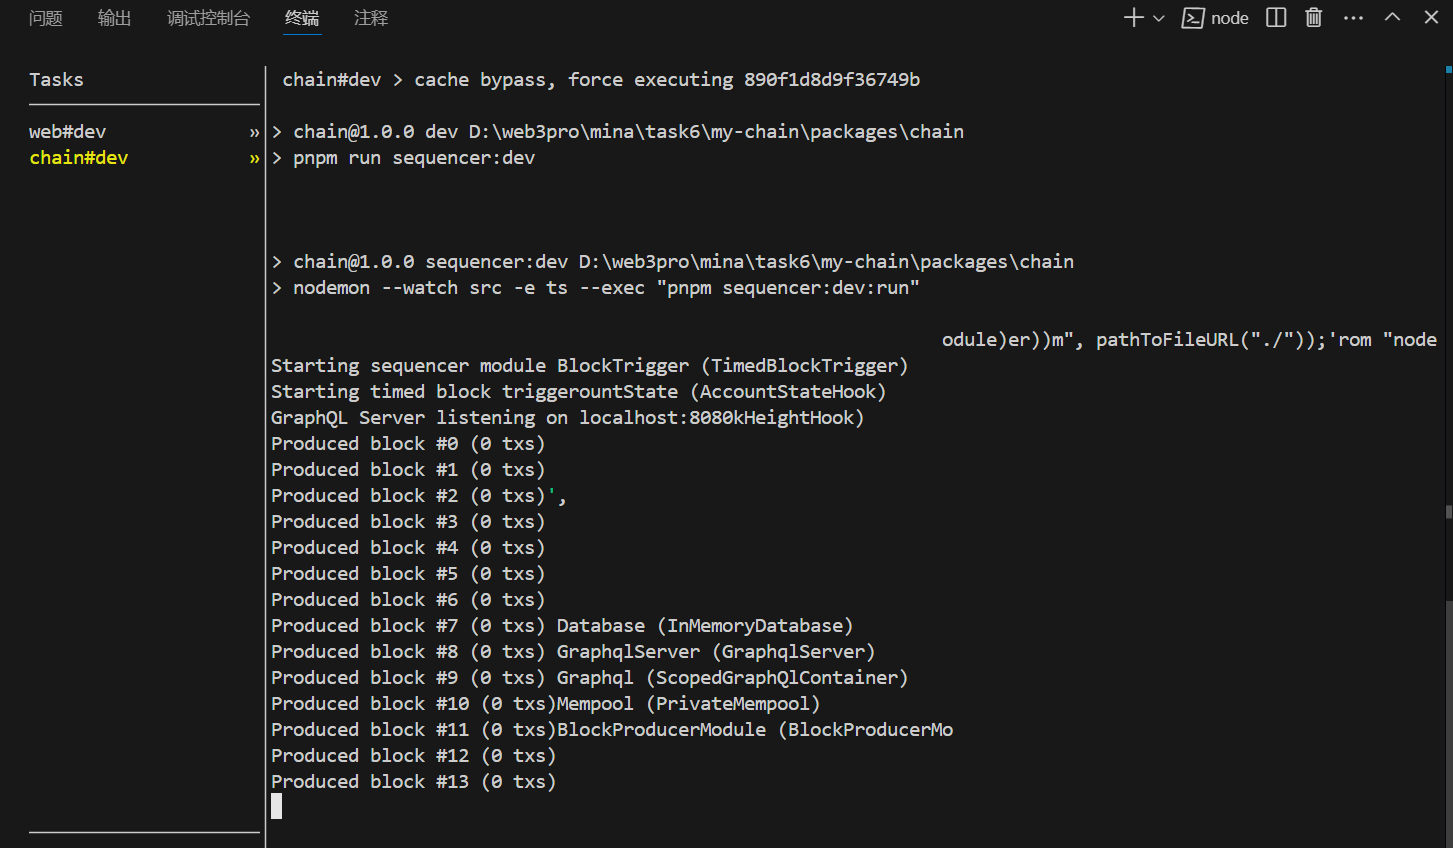 问题 输出 调试控制台 终端 注释 node
Tasks
web#dev »
chain#dev »
chain#dev > cache bypass, force executing 890f1d8d9f36749b
> chain@1.0.0 dev D:\web3pro\mina\task6\my-chain\packages\chain
> pnpm run sequencer:dev
> chain@1.0.0 sequencer:dev D:\web3pro\mina\task6\my-chain\packages\chain
> nodemon --watch src -e ts --exec "pnpm sequencer:dev:run"
odule)er))m", pathToFileURL("./"));'rom "node
Starting sequencer module BlockTrigger (TimedBlockTrigger)
Starting timed block triggerountState (AccountStateHook)
GraphQL Server listening on localhost:8080kHeightHook)
Produced block #0 (0 txs)
Produced block #1 (0 txs)
Produced block #2 (0 txs)',
Produced block #3 (0 txs)
Produced block #4 (0 txs)
Produced block #5 (0 txs)
Produced block #6 (0 txs)
Produced block #7 (0 txs) Database (InMemoryDatabase)
Produced block #8 (0 txs) GraphqlServer (GraphqlServer)
Produced block #9 (0 txs) Graphql (ScopedGraphQlContainer)
Produced block #10 (0 txs)Mempool (PrivateMempool)
Produced block #11 (0 txs)BlockProducerModule (BlockProducerMo
Produced block #12 (0 txs)
Produced block #13 (0 txs)